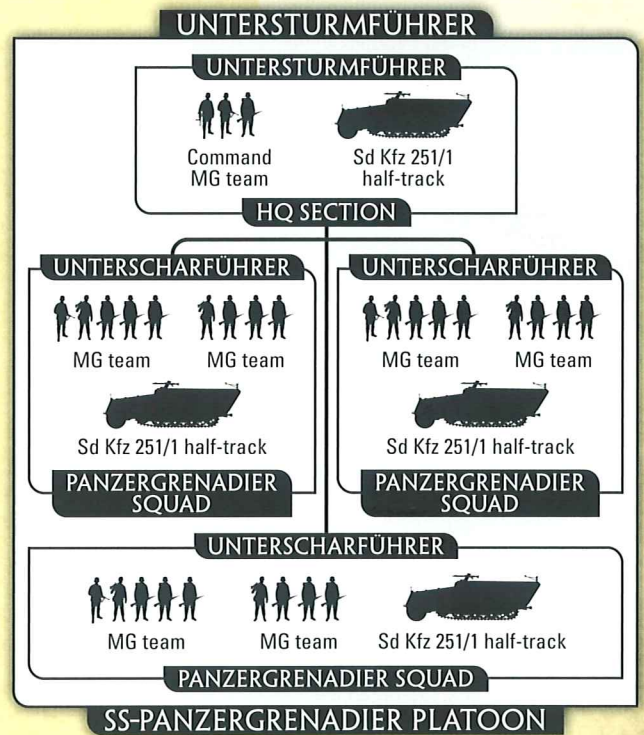 UNTERSTURMFÜHRER
UNTERSTURMFÜHRER
Command
MG team
Sd Kfz 251/1
half-track
HQ SECTION
UNTERSCHARFÜHRER
MG team
MG team
Sd Kfz 251/1 half-track
PANZERGRENADIER
SQUAD
UNTERSCHARFÜHRER
MG team
MG team
Sd Kfz 251/1 half-track
PANZERGRENADIER
SQUAD
UNTERSCHARFÜHRER
MG team
MG team
Sd Kfz 251/1 half-track
PANZERGRENADIER SQUAD
SS-PANZERGRENADIER PLATOON